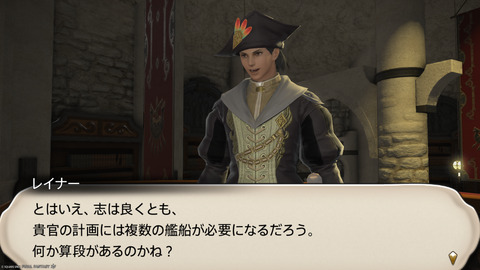 レイナー
とはいえ、志は良くとも、
貴官の計画には複数の艦船が必要になるだろう。
何か算段があるのかね？